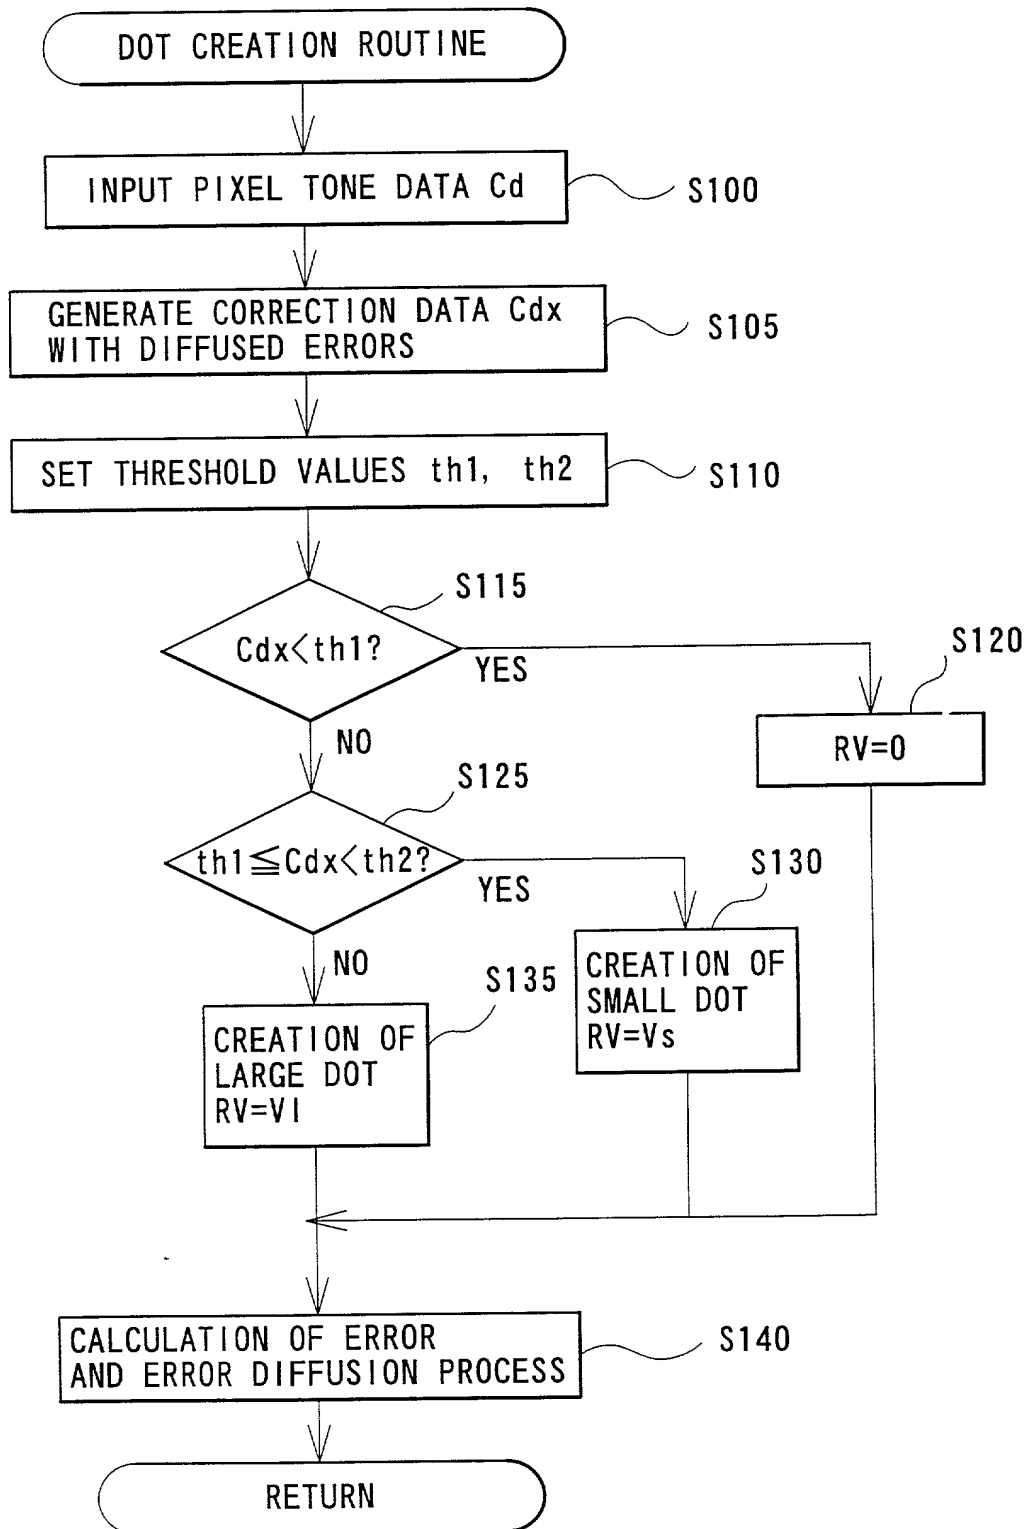 DOT CREATION ROUTINE
INPUT PIXEL TONE DATA Cd
S100
GENERATE CORRECTION DATA Cdx
WITH DIFFUSED ERRORS
S105
SET THRESHOLD VALUES th1, th2
S110
S115
Cdx<th1?
YES
S120
RV=0
NO
S125
th1≦Cdx<th2?
YES
S130
CREATION OF
SMALL DOT
RV=Vs
NO
S135
CREATION OF
LARGE DOT
RV=Vl
CALCULATION OF ERROR
AND ERROR DIFFUSION PROCESS
S140
RETURN